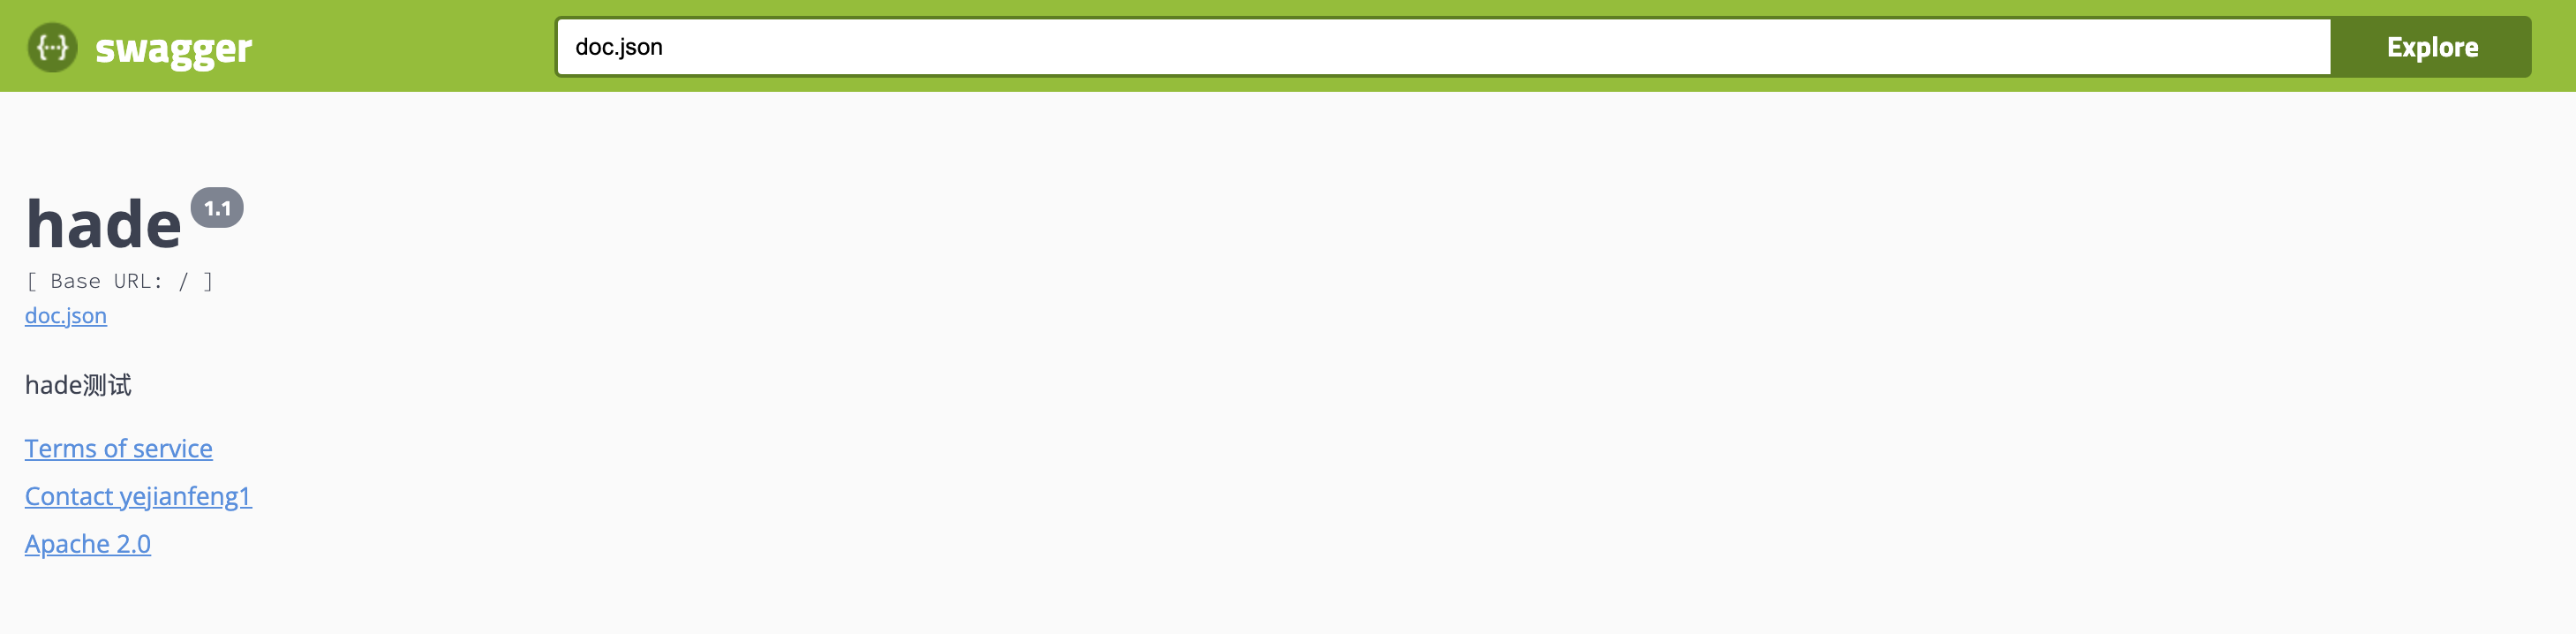 {···} swagger
doc.json
Explore
hade 1.1
[ Base URL: / ]
doc.json
hade测试
Terms of service
Contact yejianfeng1
Apache 2.0